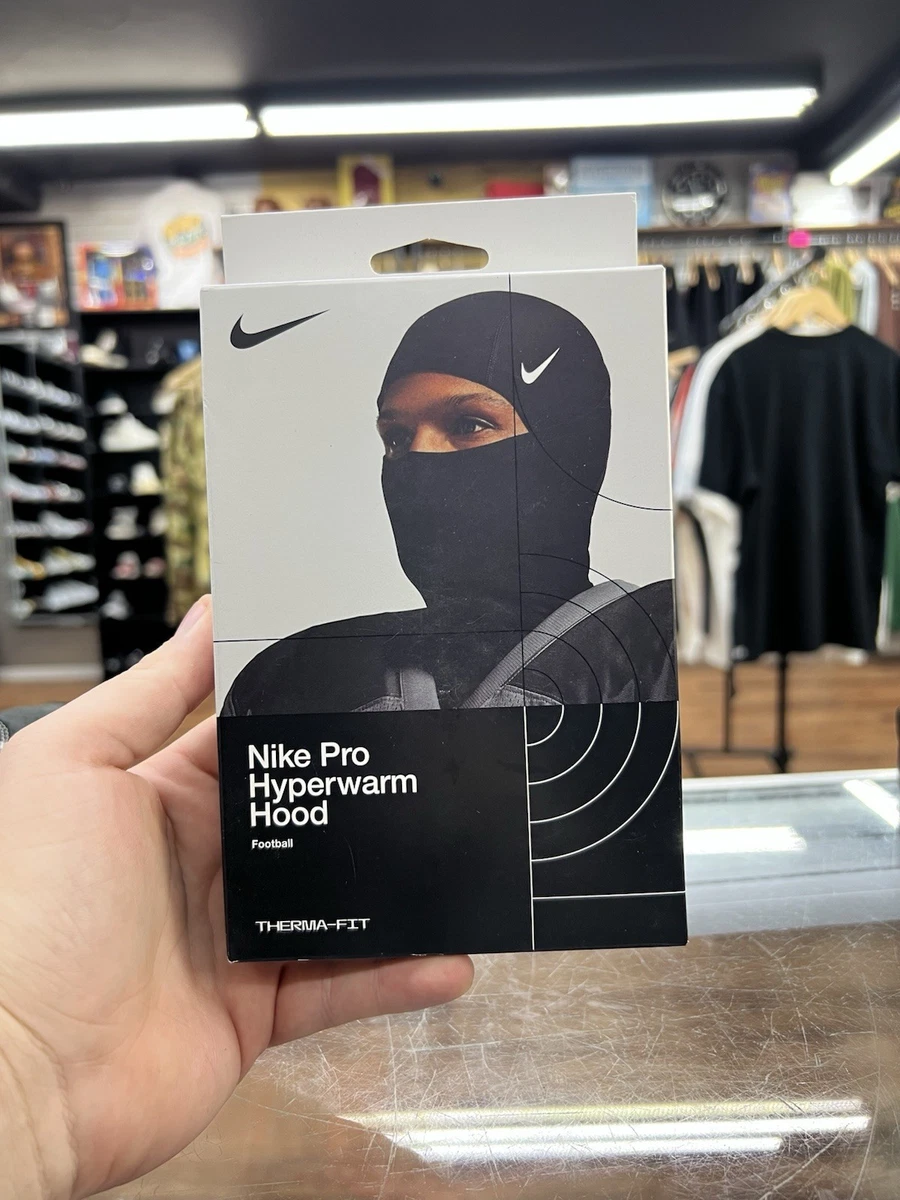 Nike Pro
Hyperwarm
Hood
Football
THERMA-FIT